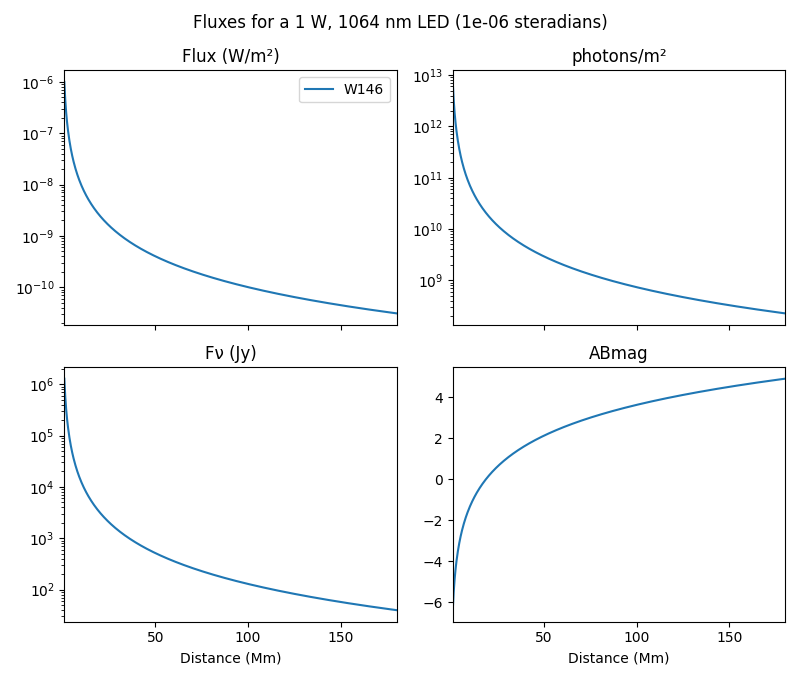 Fluxes for a 1 W, 1064 nm LED (1e-06 steradians)
Flux (W/m²)
10⁻⁶
10⁻⁷
10⁻⁸
10⁻⁹
10⁻¹⁰
W146
photons/m²
10¹³
10¹²
10¹¹
10¹⁰
10⁹
Fν (Jy)
10⁶
10⁵
10⁴
10³
10²
50 100 150
Distance (Mm)
ABmag
4
2
0
−2
−4
−6
50 100 150
Distance (Mm)